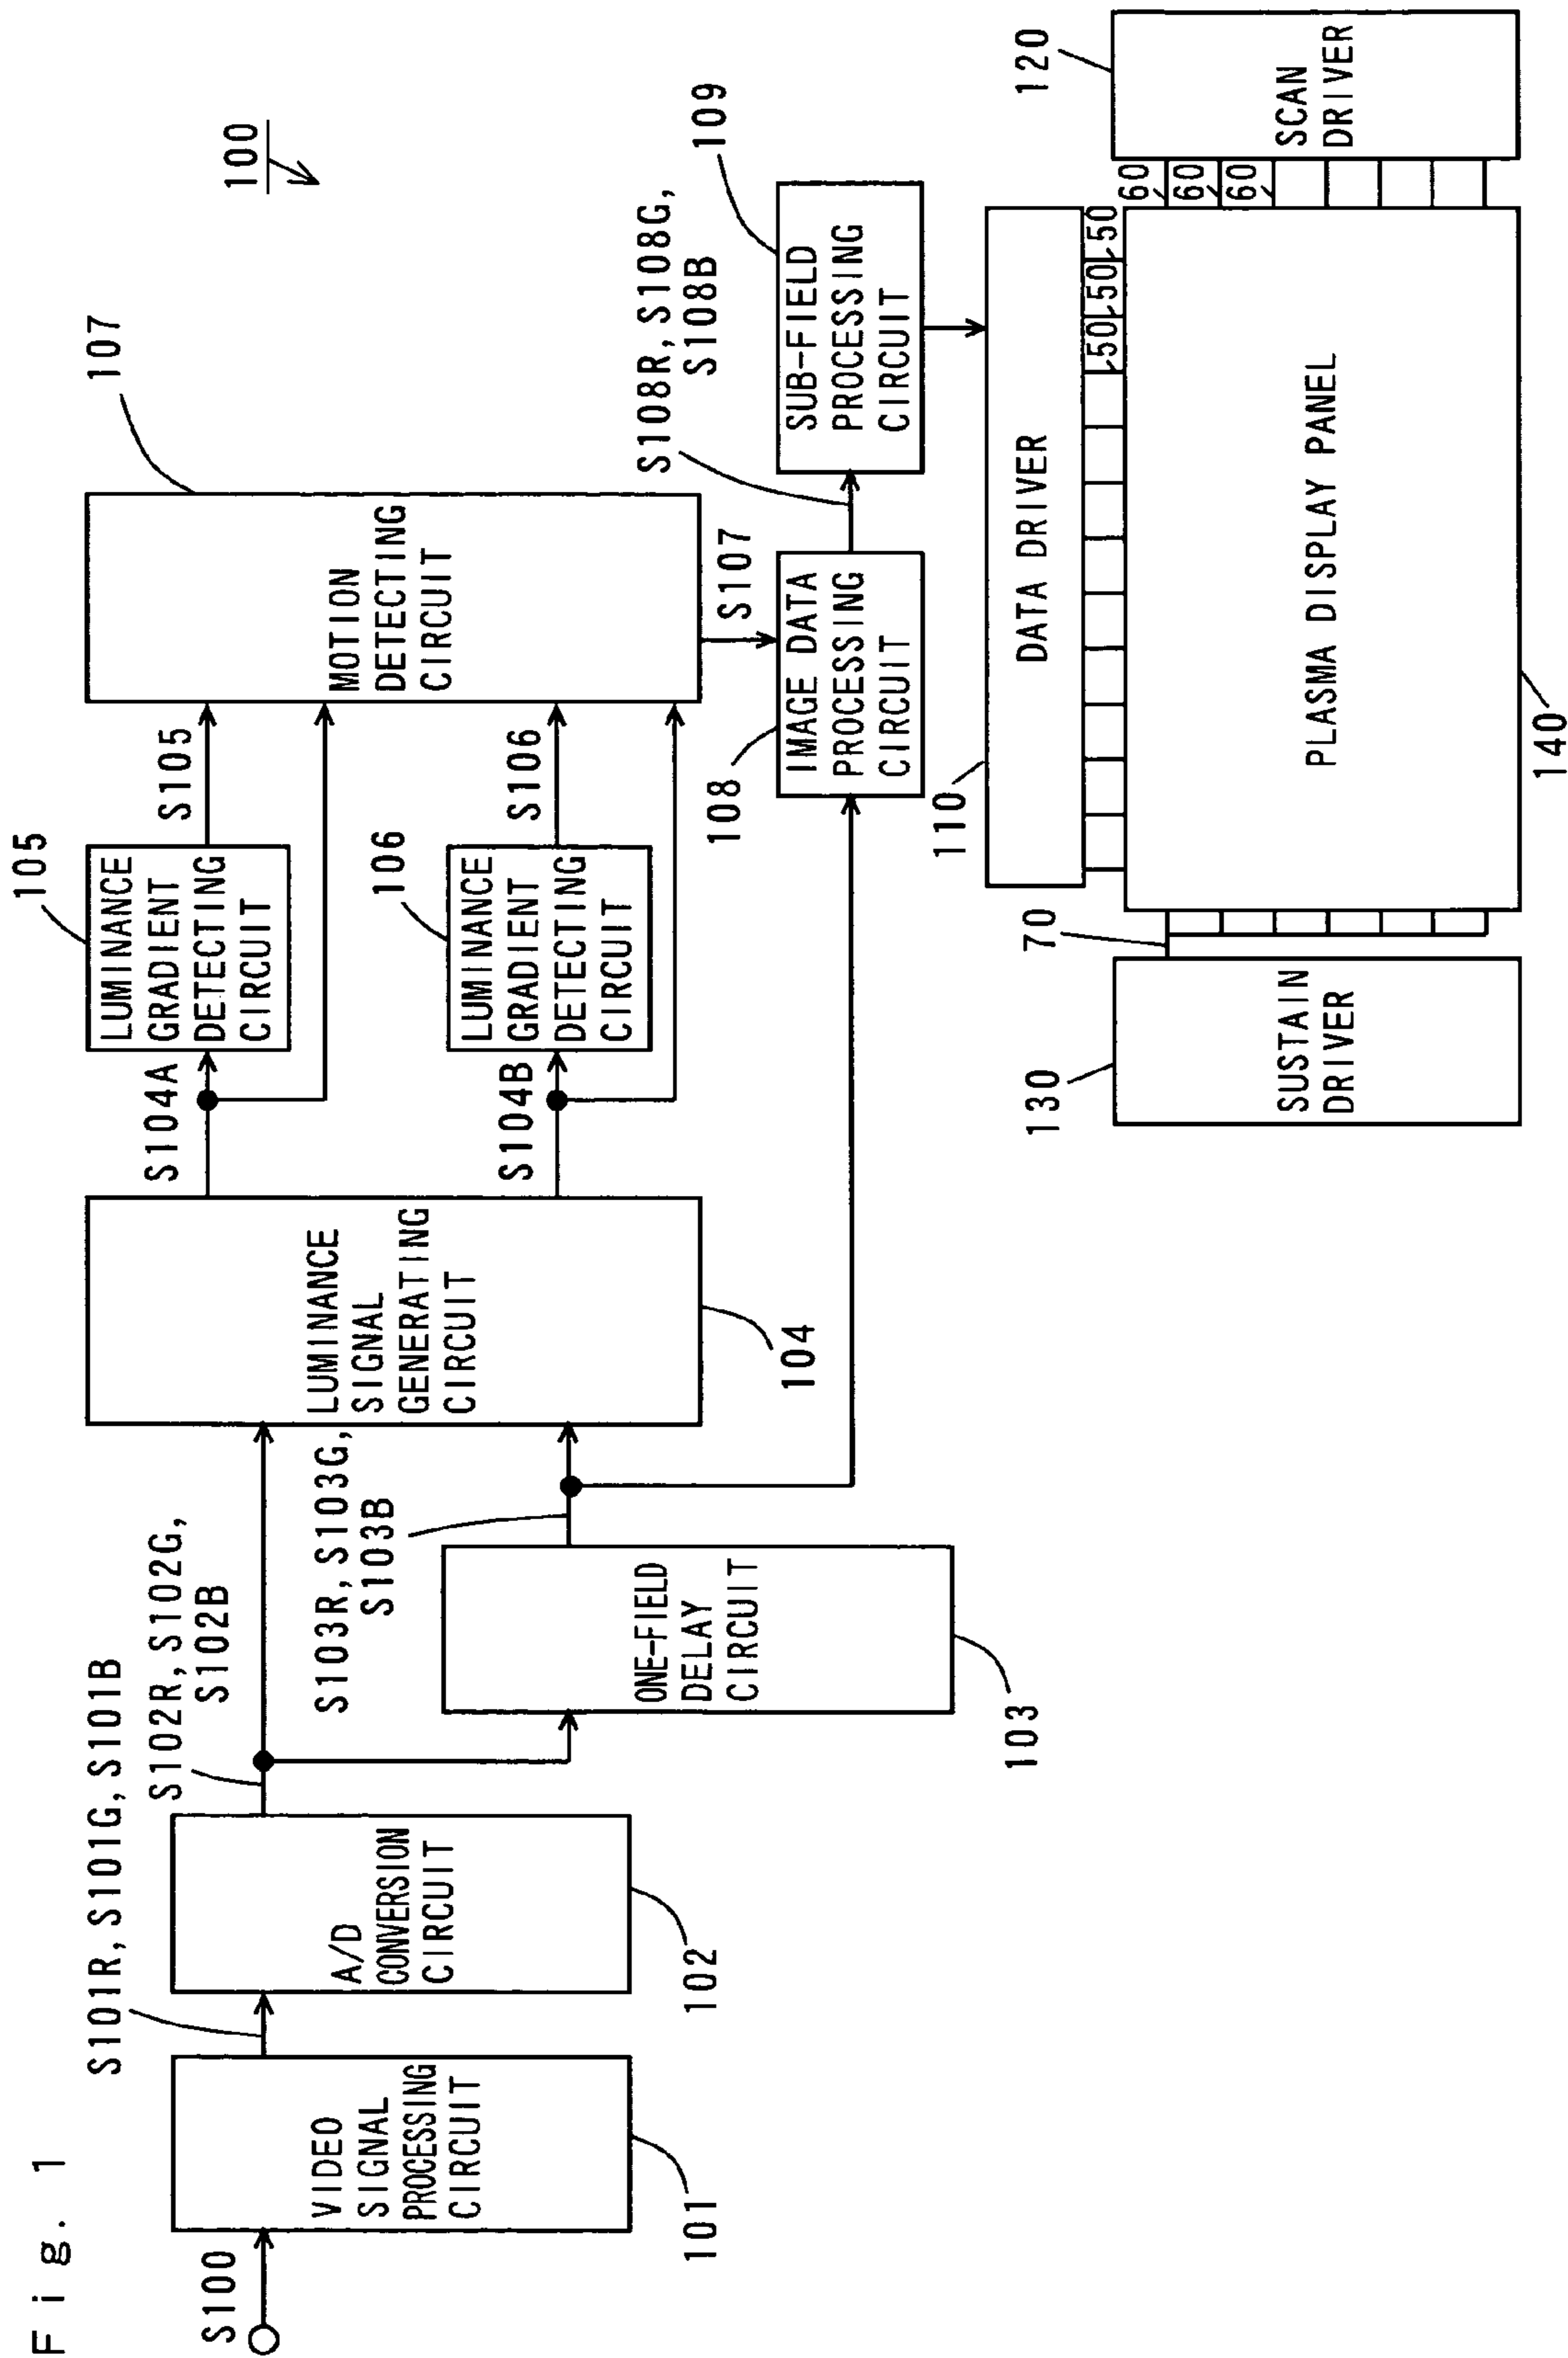 Fig. 1
100
S100
VIDEO
SIGNAL
PROCESSING
CIRCUIT
101
S101R,S101G,S101B
A/D
CONVERSION
CIRCUIT
102
S102R,S102G,
S102B
ONE-FIELD
DELAY
CIRCUIT
103
S103R,S103G,
S103B
LUMINANCE
SIGNAL
GENERATING
CIRCUIT
104
S104A
S104B
105
LUMINANCE
GRADIENT
DETECTING
CIRCUIT
S105
106
LUMINANCE
GRADIENT
DETECTING
CIRCUIT
S106
107
MOTION
DETECTING
CIRCUIT
S107
108
IMAGE DATA
PROCESSING
CIRCUIT
S108R,S108G,
S108B
109
SUB-FIELD
PROCESSING
CIRCUIT
110
DATA DRIVER
50
50
50
60
60
60
120
SCAN
DRIVER
70
130
SUSTAIN
DRIVER
PLASMA DISPLAY PANEL
140